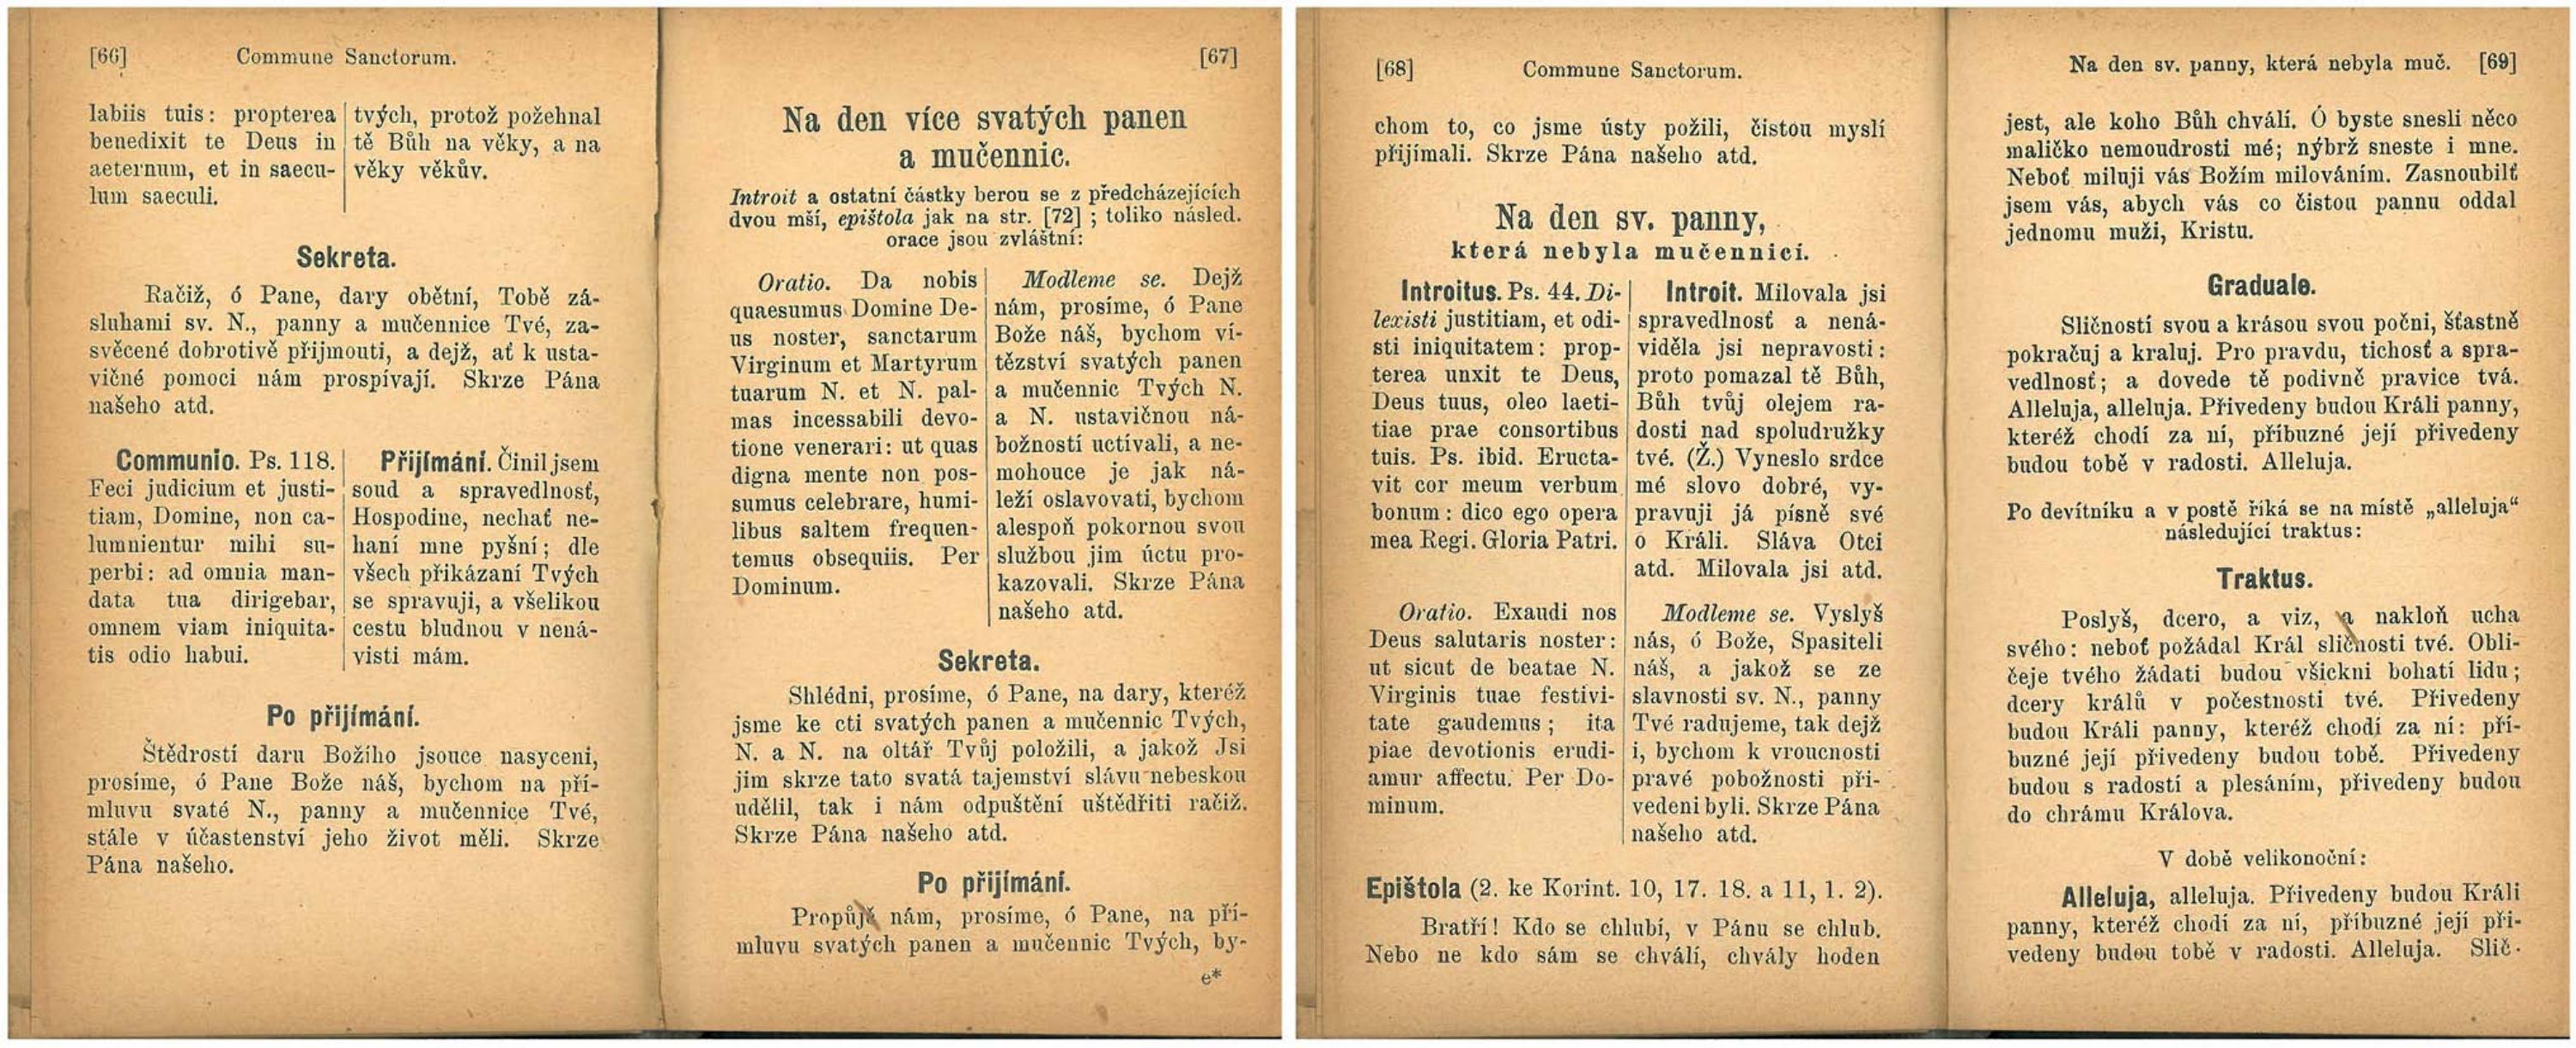 [66] Commune Sanctorum.
labiis tuis: propterea
benedixit te Deus in
aeternum, et in saecu-
lum saeculi.
tvých, protož požehnal
tě Bůh na věky, a na
věky věkův.
Sekreta.
Račiž, ó Pane, dary obětní, Tobě zá-
sluhami sv. N., panny a mučennice Tvé, za-
svěcené dobrotivě přijmouti, a dejž, ať k usta-
vičné pomoci nám prospívají. Skrze Pána
našeho atd.
Communio. Ps. 118.
Feci judicium et justi-
tiam, Domine, non ca-
lumnientur mihi su-
perbi: ad omnia man-
data tua dirigebar,
omnem viam iniquita-
tis odio habui.
Přijímání. Činil jsem
soud a spravedlnosť,
Hospodine, nechať ne-
haní mne pyšní; dle
všech přikázaní Tvých
se spravuji, a všelikou
cestu bludnou v nená-
visti mám.
Po přijímání.
Štědrostí daru Božího jsouce nasyceni,
prosíme, ó Pane Bože náš, bychom na pří-
mluvu svaté N., panny a mučennice Tvé,
stále v účastenství jeho život měli. Skrze
Pána našeho.
[67]
Na den více svatých panen
a mučennic.
Introit a ostatní částky berou se z předcházejících
dvou mší, epištola jak na str. [72] ; toliko násled.
orace jsou zvláštní:
Oratio. Da nobis
quaesumus Domine De-
us noster, sanctarum
Virginum et Martyrum
tuarum N. et N. pal-
mas incessabili devo-
tione venerari: ut quas
digna mente non pos-
sumus celebrare, humi-
libus saltem frequen-
temus obsequiis. Per
Dominum.
Modleme se. Dejž
nám, prosíme, ó Pane
Bože náš, bychom ví-
tězství svatých panen
a mučennic Tvých N.
a N. ustavičnou ná-
božností uctívali, a ne-
mohouce je jak ná-
leží oslavovati, bychom
alespoň pokornou svou
službou jim úctu pro-
kazovali. Skrze Pána
našeho atd.
Sekreta.
Shlédni, prosíme, ó Pane, na dary, kteréž
jsme ke cti svatých panen a mučennic Tvých,
N. a N. na oltář Tvůj položili, a jakož Jsi
jim skrze tato svatá tajemství slávu nebeskou
udělil, tak i nám odpuštění uštědřiti račiž.
Skrze Pána našeho atd.
Po přijímání.
Propůjč nám, prosíme, ó Pane, na pří-
mluvu svatých panen a mučennic Tvých, by-
e*
[68] Commune Sanctorum.
chom to, co jsme ústy požili, čistou myslí
přijímali. Skrze Pána našeho atd.
Na den sv. panny,
která nebyla mučennicí.
Introitus. Ps. 44. Di-
lexisti justitiam, et odi-
sti iniquitatem: prop-
terea unxit te Deus,
Deus tuus, oleo laeti-
tiae prae consortibus
tuis. Ps. ibid. Eructa-
vit cor meum verbum
bonum: dico ego opera
mea Regi. Gloria Patri.
Introit. Milovala jsi
spravedlnosť a nená-
viděla jsi nepravosti:
proto pomazal tě Bůh,
Bůh tvůj olejem ra-
dosti nad spoludružky
tvé. (Ž.) Vyneslo srdce
mé slovo dobré, vy-
pravuji já písně své
o Králi. Sláva Otci
atd. Milovala jsi atd.
Oratio. Exaudi nos
Deus salutaris noster:
ut sicut de beatae N.
Virginis tuae festivi-
tate gaudemus; ita
piae devotionis erudi-
amur affectu. Per Do-
minum.
Modleme se. Vyslyš
nás, ó Bože, Spasiteli
náš, a jakož se ze
slavnosti sv. N., panny
Tvé radujeme, tak dejž
i, bychom k vroucnosti
pravé pobožnosti při-
vedeni byli. Skrze Pána
našeho atd.
Epištola (2. ke Korint. 10, 17. 18. a 11, 1. 2).
Bratří! Kdo se chlubí, v Pánu se chlub.
Nebo ne kdo sám se chválí, chvály hoden
Na den sv. panny, která nebyla muč. [69]
jest, ale koho Bůh chválí. Ó byste snesli něco
maličko nemoudrosti mé; nýbrž sneste i mne.
Neboť miluji vás Božím milováním. Zasnoubilť
jsem vás, abych vás co čistou pannu oddal
jednomu muži, Kristu.
Graduale.
Sličností svou a krásou svou počni, šťastně
pokračuj a kraluj. Pro pravdu, tichosť a spra-
vedlnosť; a dovede tě podivně pravice tvá.
Alleluja, alleluja. Přivedeny budou Králi panny,
kteréž chodí za ní, příbuzné její přivedeny
budou tobě v radosti. Alleluja.
Po devítníku a v postě říká se na místě „alleluja“
následující traktus:
Traktus.
Poslyš, dcero, a viz, a nakloň ucha
svého: neboť požádal Král sličnosti tvé. Obli-
čeje tvého žádati budou všickni bohatí lidu;
dcery králů v počestnosti tvé. Přivedeny
budou Králi panny, kteréž chodí za ní: pří-
buzné její přivedeny budou tobě. Přivedeny
budou s radostí a plesáním, přivedeny budou
do chrámu Králova.
V době velikonoční:
Alleluja, alleluja. Přivedeny budou Králi
panny, kteréž chodí za ní, příbuzné její při-
vedeny budou tobě v radosti. Alleluja. Slič-